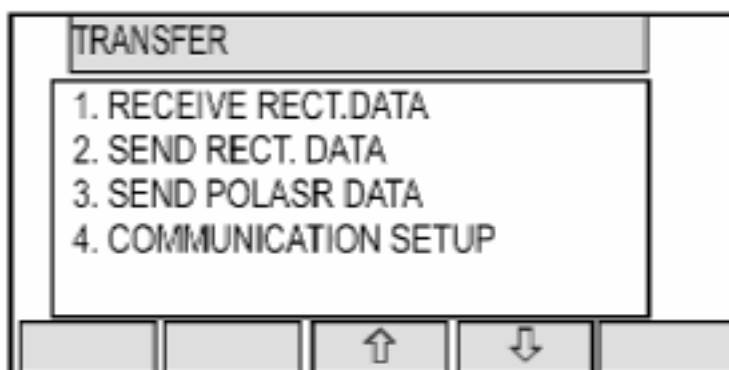 TRANSFER
1. RECEIVE RECT.DATA
2. SEND RECT. DATA
3. SEND POLASR DATA
4. COMMUNICATION SETUP